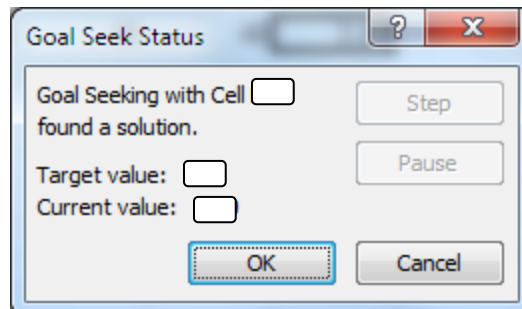 Goal Seek Status
?
Goal Seeking with Cell
found a solution.
Step
Target value:
Pause
Current value:
OK
Cancel